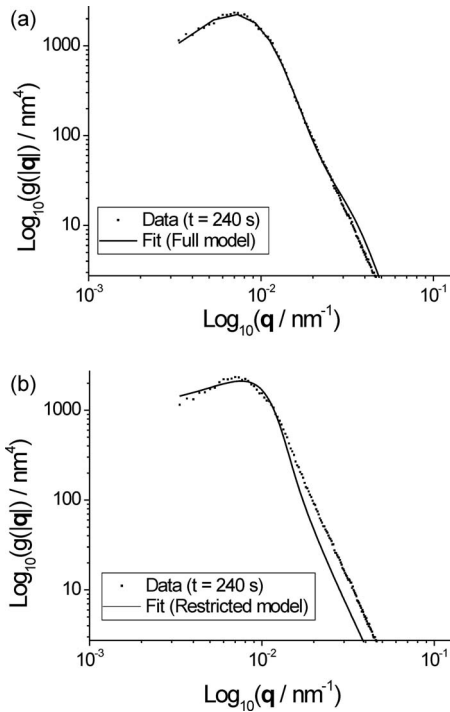 (a)
1000
100
10
Data (t = 240 s)
Fit (Full model)
10⁻³
10⁻²
10⁻¹
Log₁₀(q / nm⁻¹)
Log₁₀(g(|q|) / nm⁴)
(b)
1000
100
10
Data (t = 240 s)
Fit (Restricted model)
10⁻³
10⁻²
10⁻¹
Log₁₀(q / nm⁻¹)
Log₁₀(g(|q|) / nm⁴)